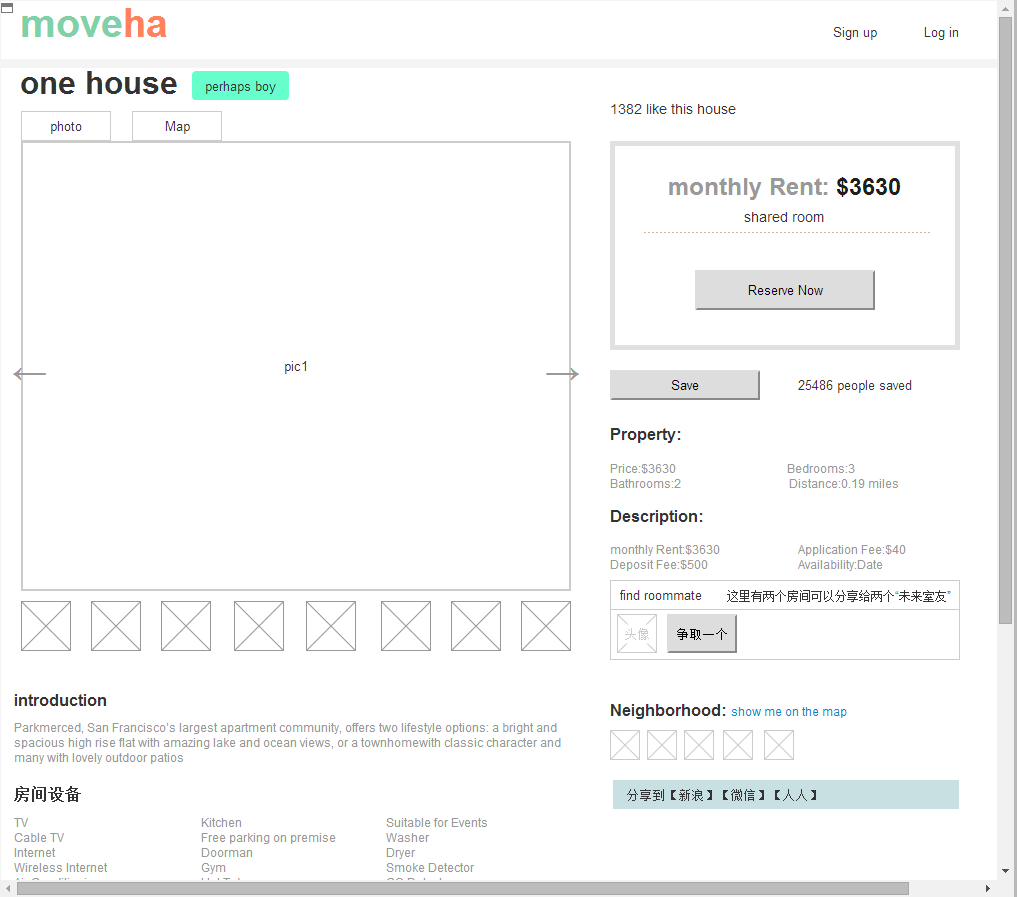 moveha
Sign up
Log in
one house
perhaps boy
1382 like this house
photo
Map
monthly Rent: $3630
shared room
Reserve Now
pic1
Save
25486 people saved
Property:
Price:$3630
Bedrooms:3
Bathrooms:2
Distance:0.19 miles
Description:
monthly Rent:$3630
Application Fee:$40
Deposit Fee:$500
Availability:Date
find roommate
这里有两个房间可以分享给两个“未来室友”
头像
争取一个
introduction
Parkmerced, San Francisco's largest apartment community, offers two lifestyle options: a bright and
spacious high rise flat with amazing lake and ocean views, or a townhomewith classic character and
many with lovely outdoor patios
Neighborhood: show me on the map
分享到【新浪】【微信】【人人】
房间设备
TV
Kitchen
Suitable for Events
Cable TV
Free parking on premise
Washer
Internet
Doorman
Dryer
Wireless Internet
Gym
Smoke Detector